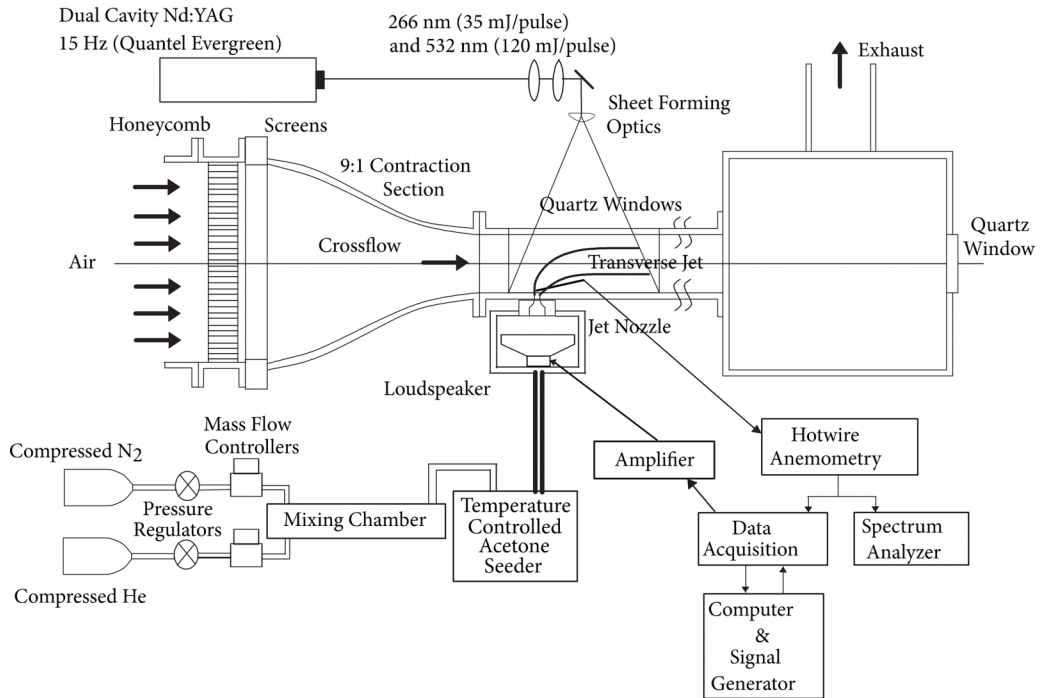 Dual Cavity Nd:YAG
15 Hz (Quantel Evergreen)
266 nm (35 mJ/pulse)
and 532 nm (120 mJ/pulse)
Exhaust
Honeycomb
Screens
Sheet Forming
Optics
9:1 Contraction
Section
Quartz Windows
Quartz
Window
Crossflow
Air
Transverse Jet
Jet Nozzle
Loudspeaker
Mass Flow
Controllers
Compressed N2
Pressure
Regulators
Compressed He
Mixing Chamber
Temperature
Controlled
Acetone
Seeder
Amplifier
Hotwire
Anemometry
Data
Acquisition
Spectrum
Analyzer
Computer
&
Signal
Generator